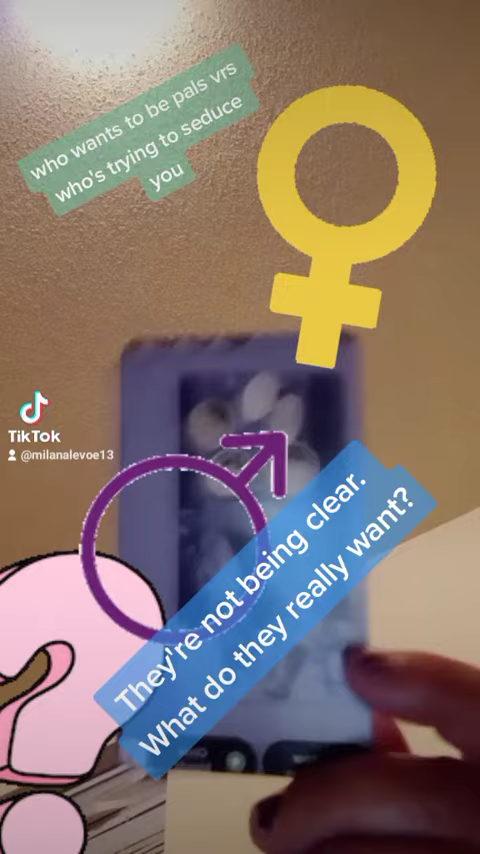 who wants to be pals vrs
who's trying to seduce
you
TikTok
@milanalevoe13
They're not being clear.
What do they really want?